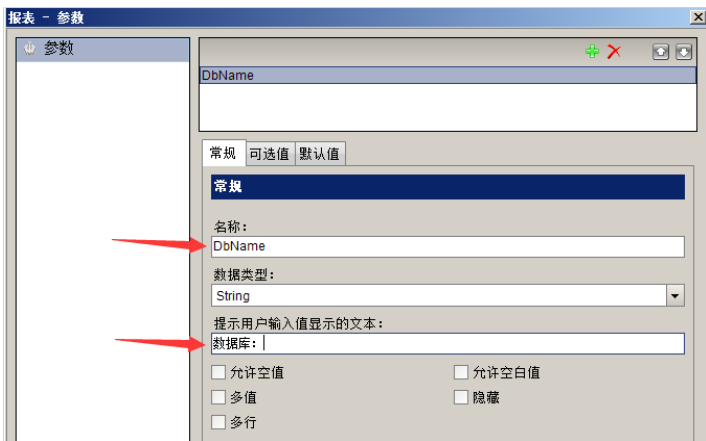 报表 - 参数
参数
DbName
常规 可选值 默认值
常规
名称:
DbName
数据类型:
String
提示用户输入值显示的文本:
数据库:
允许空值 允许空白值
多值 隐藏
多行